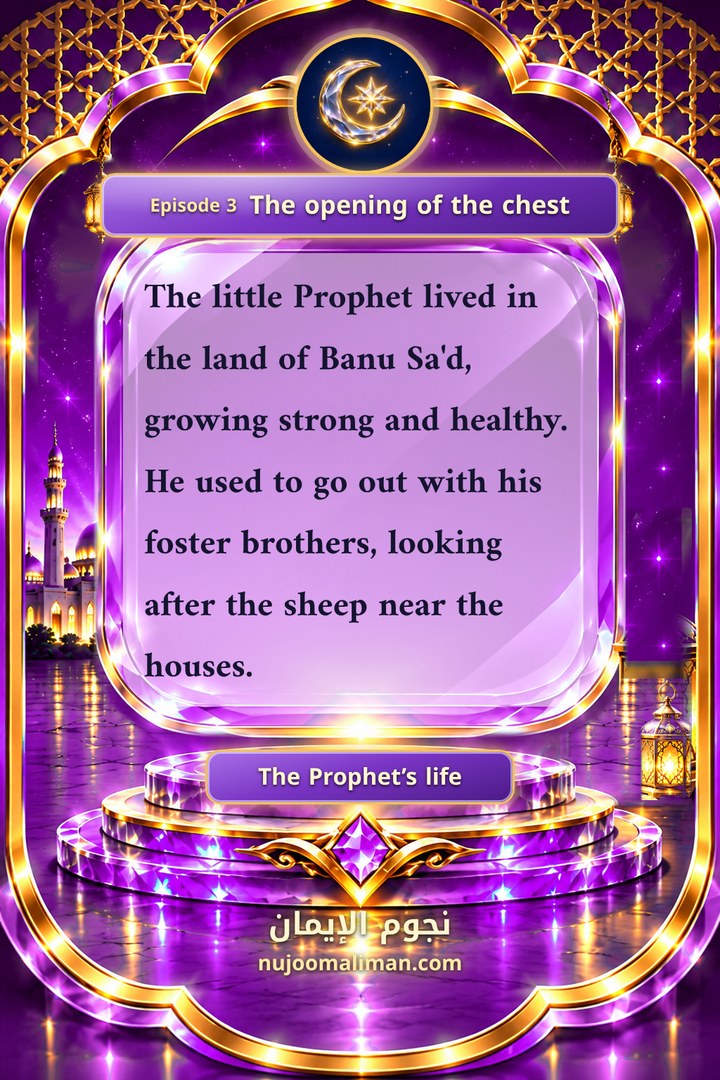 Episode 3 The opening of the chest
The little Prophet lived in
the land of Banu Sa'd,
growing strong and healthy.
He used to go out with his
foster brothers, looking
after the sheep near the
houses.
The Prophet’s life
نجوم الإيمان
nujoomaliman.com